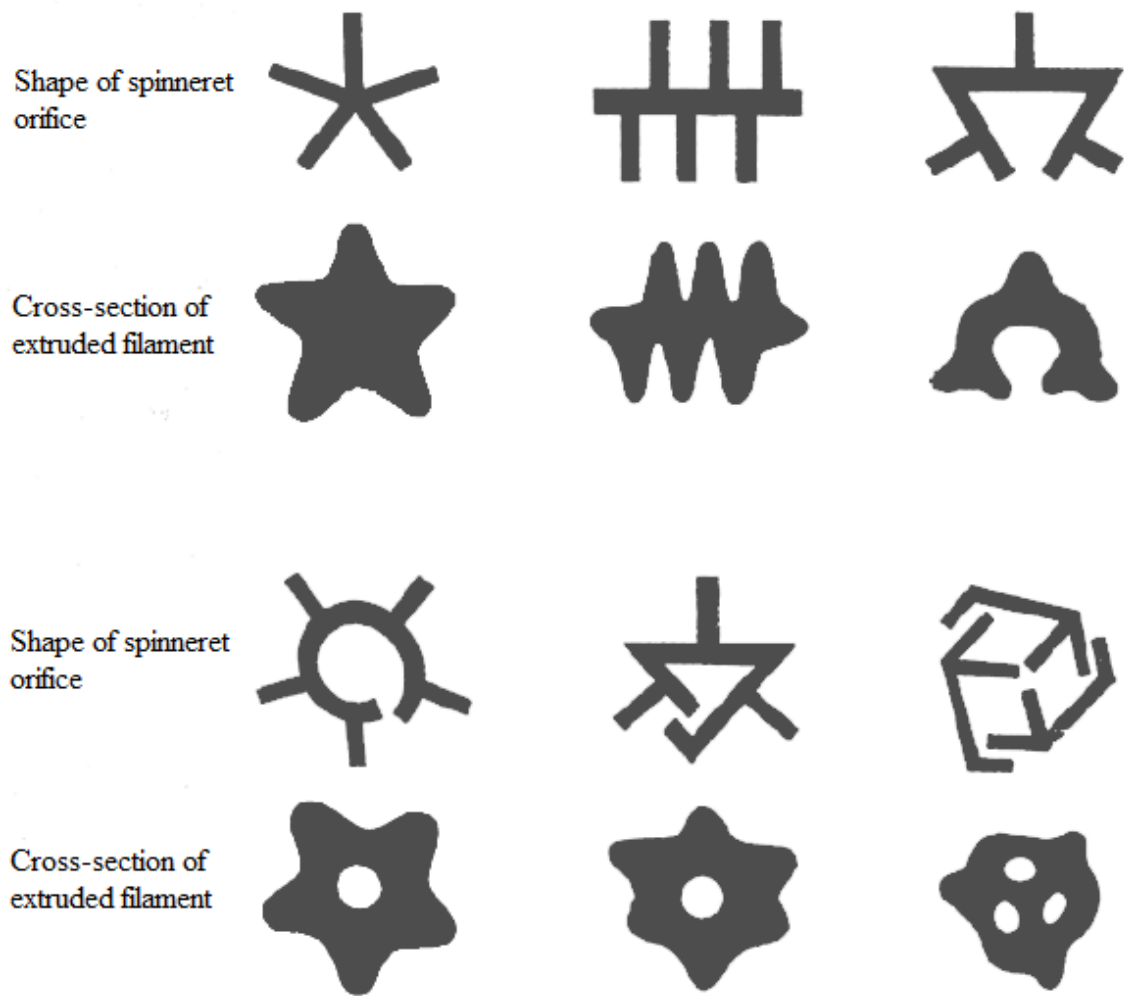 Shape of spinneret
orifice
Cross-section of
extruded filament
Shape of spinneret
orifice
Cross-section of
extruded filament